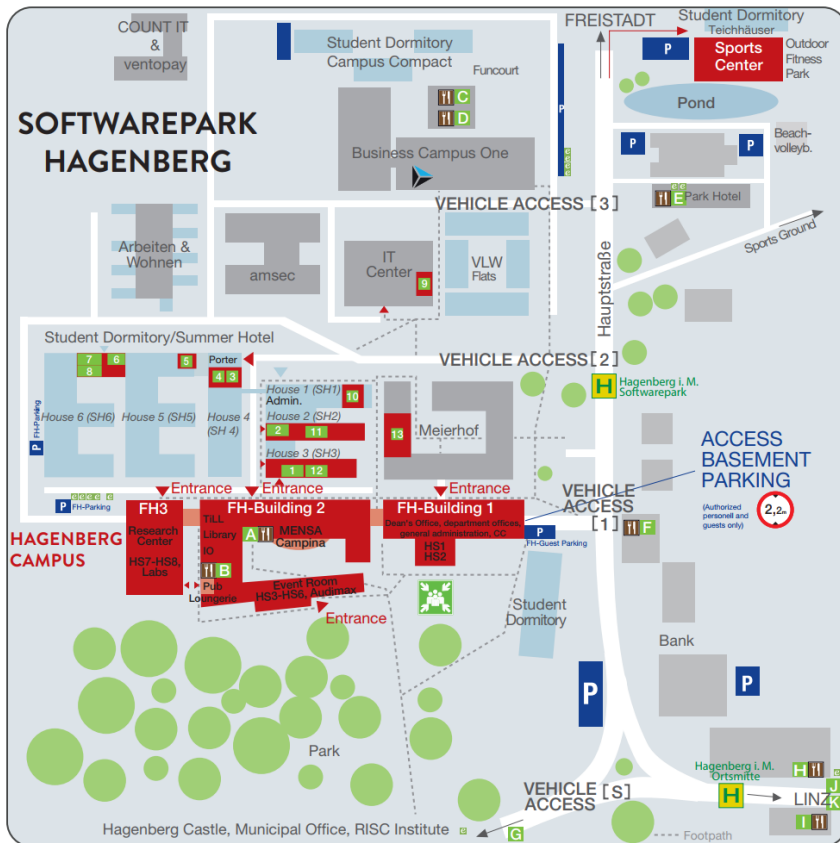 COUNT IT
&
ventopay
P
Student Dormitory
Campus Compact
Funcourt
C
D
FREISTADT
Student Dormitory
Teichhäuser
P
Sports
Center
Outdoor
Fitness
Park
Pond
SOFTWAREPARK
HAGENBERG
P
Business Campus One
P
P
Beach-
volleyb.
E
Park Hotel
VEHICLE ACCESS [3]
Sports Ground
Arbeiten &
Wohnen
amsec
IT
Center
9
VLW
Flats
Hauptstraße
Student Dormitory/Summer Hotel
7
6
8
5
Porter
4
3
VEHICLE ACCESS[2]
H
Hagenberg i. M.
Softwarepark
House 1 (SH1)
Admin.
10
House 6 (SH6)
House 5 (SH5)
House 4
(SH 4)
House 2 (SH2)
2
11
13
Meierhof
House 3 (SH3)
1
12
P
FH-Parking
ACCESS
BASEMENT
PARKING
(Authorized
personell and
guests only)
2,2m
Entrance
Entrance
Entrance
VEHICLE
ACCESS
[1]
P
FH-Parking
HAGENBERG
CAMPUS
FH3
Research
Center
HS7-HS8,
Labs
FH-Building 2
TiLL
Library
IO
A
MENSA
Campina
B
Pub
Loungerie
Event Room
HS3-HS6, Audimax
Entrance
FH-Building 1
Dean's Office, department offices,
general administration, CC
HS1
HS2
P
FH-Guest Parking
F
Student
Dormitory
Bank
P
P
Park
Hagenberg i. M.
Ortsmitte
H
H
J
K
LINZ
I
VEHICLE [S]
ACCESS
G
Hagenberg Castle, Municipal Office, RISC Institute
Footpath